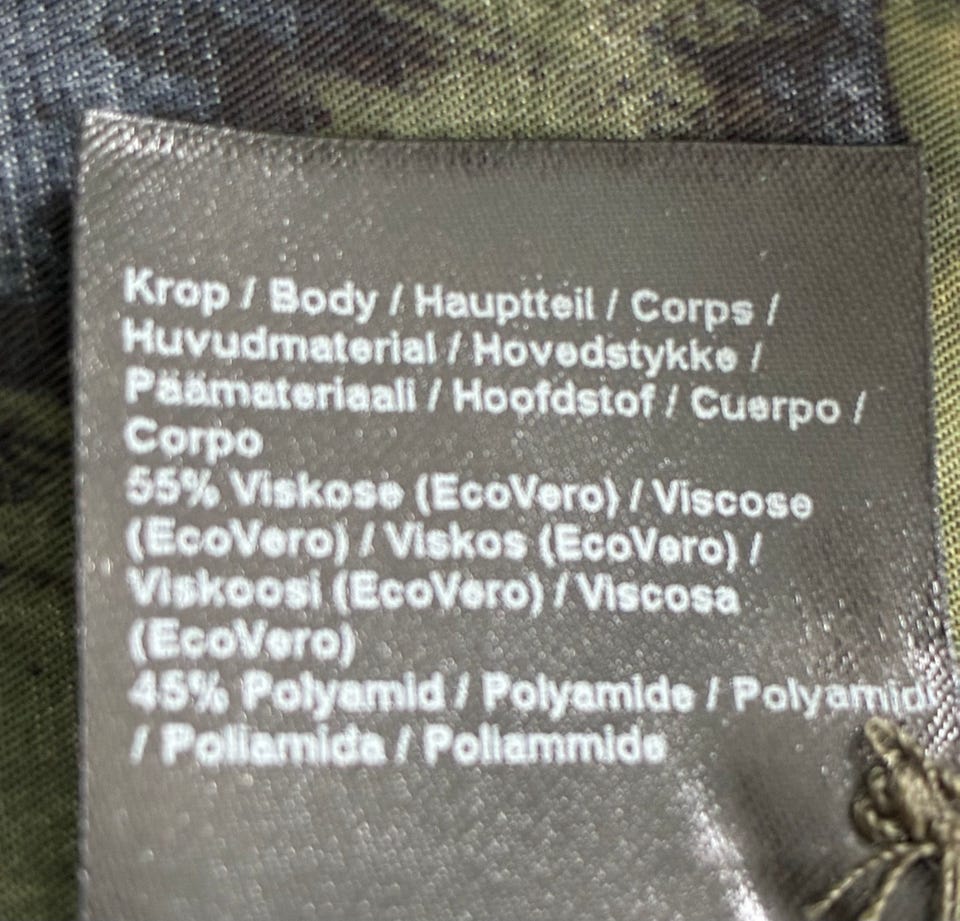 Krop / Body / Hauptteil / Corps /
Huvudmaterial / Hovedstykke /
Päämateriaali / Hoofdstof / Cuerpo /
Corpo
55% Viskose (EcoVero) / Viscose
(EcoVero) / Viskos (EcoVero) /
Viskoosi (EcoVero) / Viscosa
(EcoVero)
45% Polyamid / Polyamide / Polyamidi
/ Poliamida / Poliammide